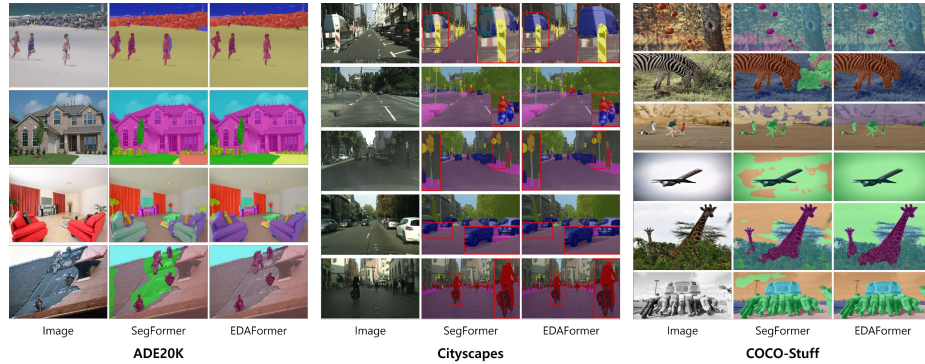 Image SegFormer EDAFormer Image SegFormer EDAFormer Image SegFormer EDAFormer
ADE20K Cityscapes COCO-Stuff